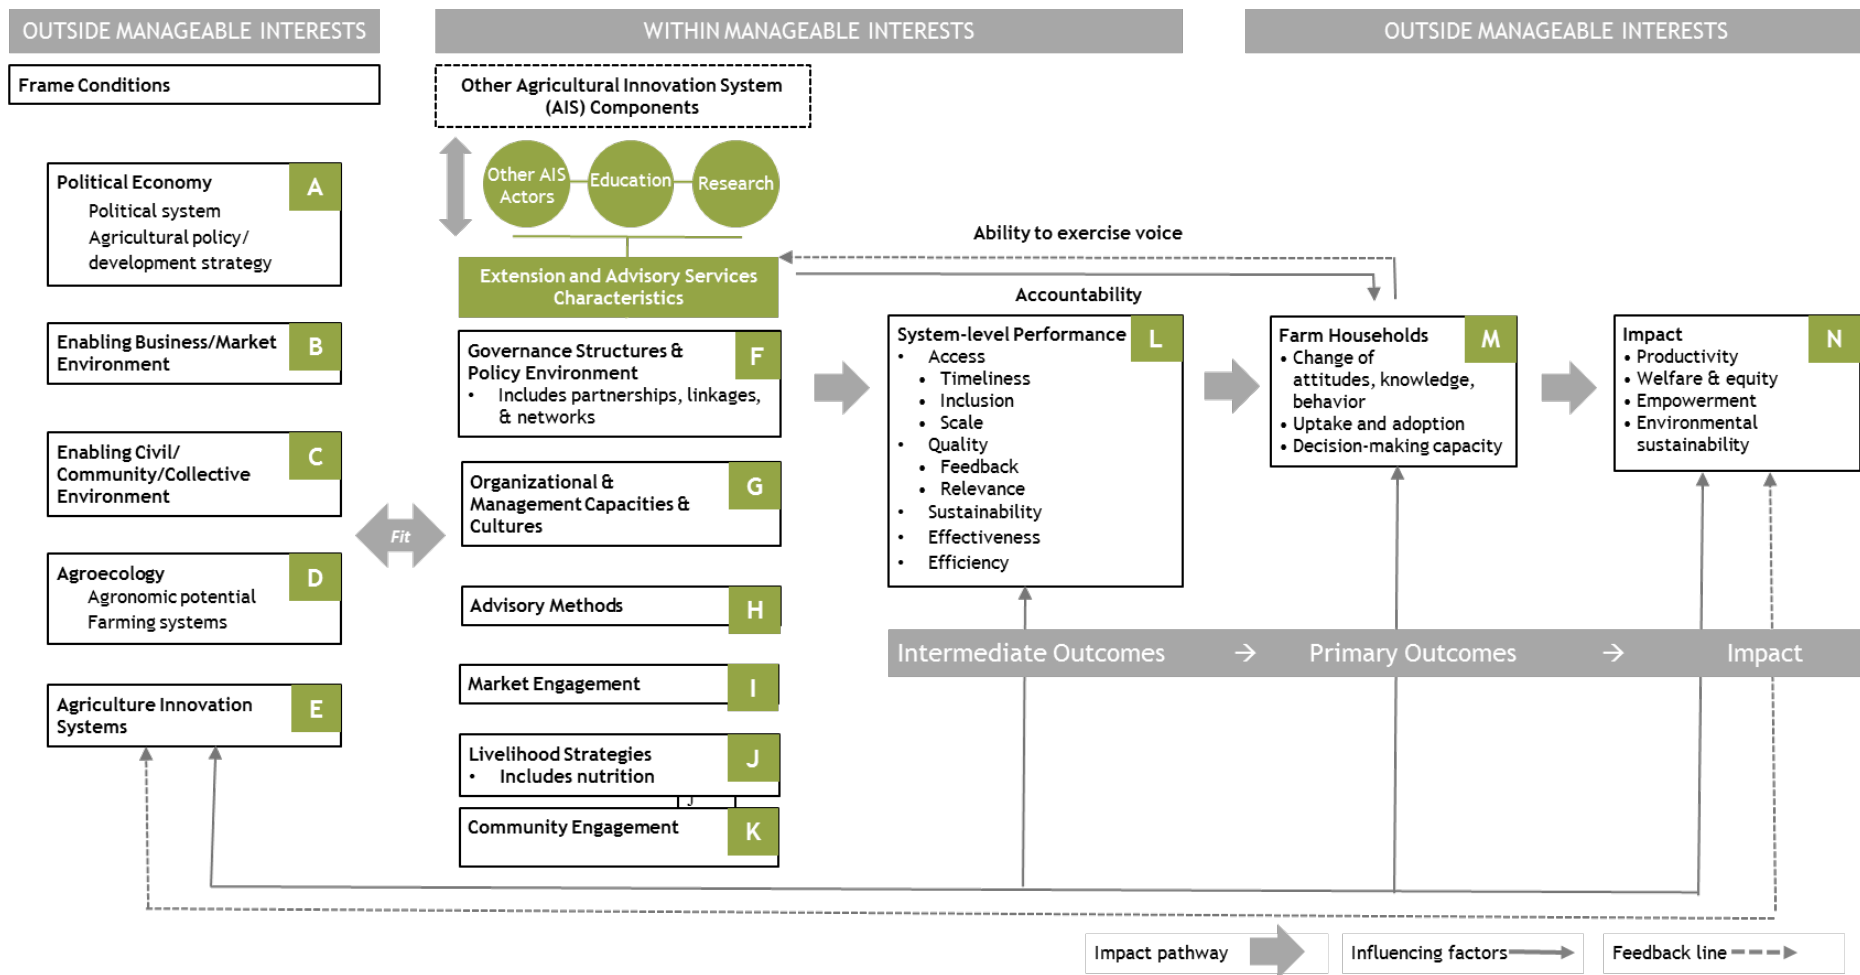 OUTSIDE MANAGEABLE INTERESTS
WITHIN MANAGEABLE INTERESTS
OUTSIDE MANAGEABLE INTERESTS
Frame Conditions
Political Economy
A
Political system
Agricultural policy/
development strategy
Enabling Business/Market
Environment
B
Enabling Civil/
Community/Collective
Environment
C
Agroecology
D
Agronomic potential
Farming systems
Agriculture Innovation
Systems
E
Fit
Other Agricultural Innovation System
(AIS) Components
Other AIS
Actors
Education
Research
Extension and Advisory Services
Characteristics
Governance Structures &
Policy Environment
F
• Includes partnerships, linkages,
& networks
Organizational &
Management Capacities &
Cultures
G
Advisory Methods
H
Market Engagement
I
Livelihood Strategies
J
• Includes nutrition
J
Community Engagement
K
Ability to exercise voice
Accountability
System-level Performance
L
• Access
• Timeliness
• Inclusion
• Scale
• Quality
• Feedback
• Relevance
• Sustainability
• Effectiveness
• Efficiency
Farm Households
M
• Change of
attitudes, knowledge,
behavior
• Uptake and adoption
• Decision-making capacity
Impact
N
• Productivity
• Welfare & equity
• Empowerment
• Environmental
sustainability
Intermediate Outcomes → Primary Outcomes → Impact
Impact pathway
Influencing factors
Feedback line